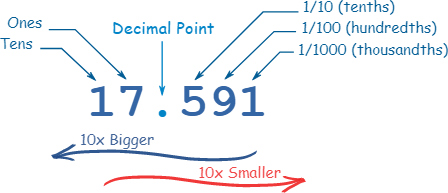 1/10 (tenths)
Ones
Decimal Point
1/100 (hundredths)
Tens
1/1000 (thousandths)
17.591
10x Bigger
10x Smaller